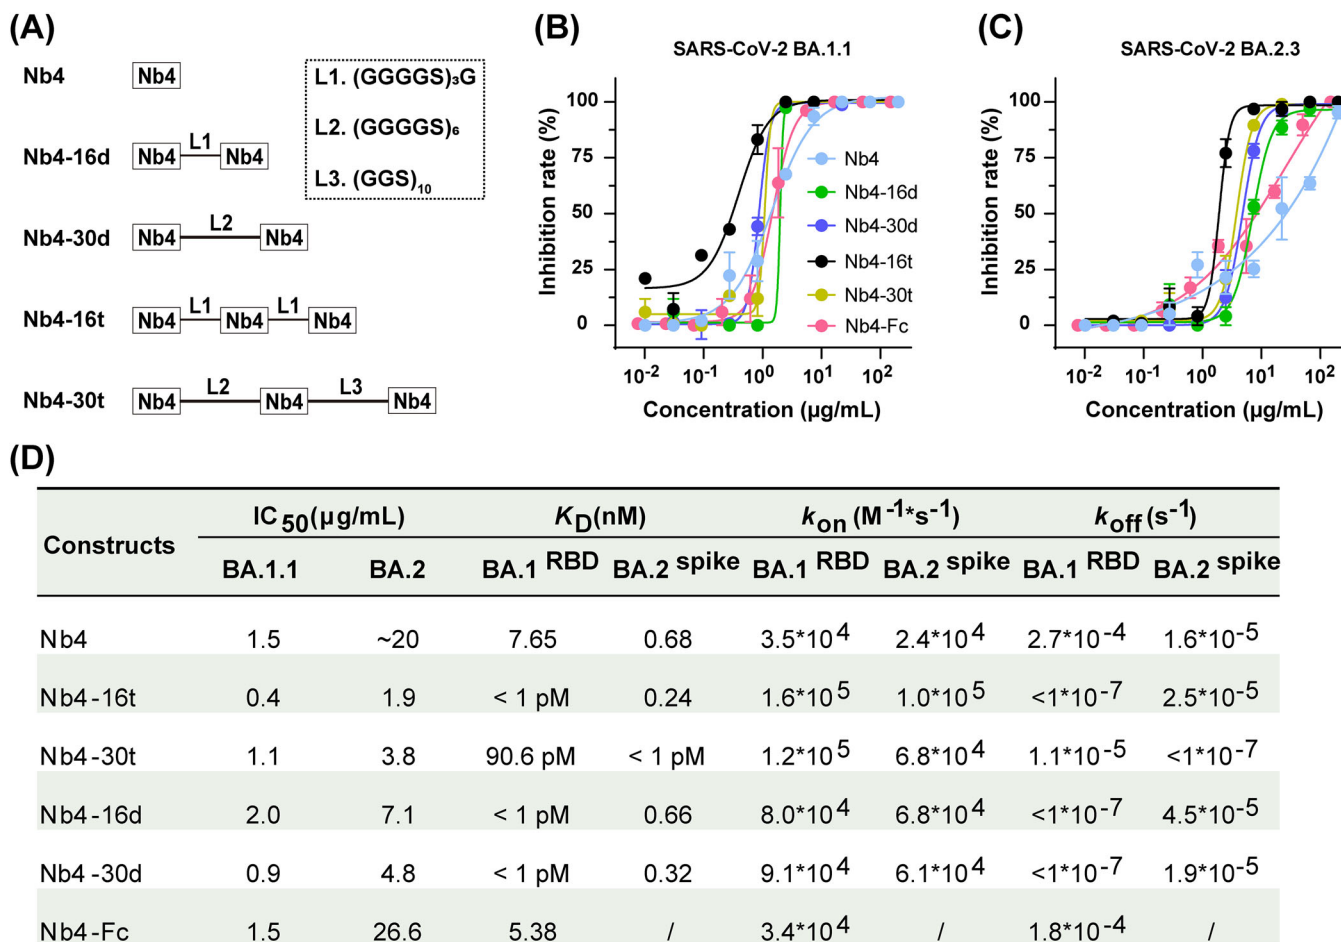 (A)
Nb4 Nb4
Nb4-16d Nb4 L1 Nb4
Nb4-30d Nb4 L2 Nb4
Nb4-16t Nb4 L1 Nb4 L1 Nb4
Nb4-30t Nb4 L2 Nb4 L3 Nb4
L1. (GGGGS)₃G
L2. (GGGGS)₆
L3. (GGS)₁₀
(B)
SARS-CoV-2 BA.1.1
Inhibition rate (%)
100
75
50
25
0
10⁻² 10⁻¹ 10⁰ 10¹ 10²
Concentration (μg/mL)
Nb4
Nb4-16d
Nb4-30d
Nb4-16t
Nb4-30t
Nb4-Fc
(C)
SARS-CoV-2 BA.2.3
Inhibition rate (%)
100
75
50
25
0
10⁻² 10⁻¹ 10⁰ 10¹ 10²
Concentration (μg/mL)
(D)
Constructs IC₅₀(μg/mL) K_D(nM) k_on (M⁻¹*s⁻¹) k_off (s⁻¹)
BA.1.1 BA.2 BA.1 RBD BA.2 spike BA.1 RBD BA.2 spike BA.1 RBD BA.2 spike
Nb4 1.5 ~20 7.65 0.68 3.5*10⁴ 2.4*10⁴ 2.7*10⁻⁴ 1.6*10⁻⁵
Nb4-16t 0.4 1.9 < 1 pM 0.24 1.6*10⁵ 1.0*10⁵ <1*10⁻⁷ 2.5*10⁻⁵
Nb4-30t 1.1 3.8 90.6 pM < 1 pM 1.2*10⁵ 6.8*10⁴ 1.1*10⁻⁵ <1*10⁻⁷
Nb4-16d 2.0 7.1 < 1 pM 0.66 8.0*10⁴ 6.8*10⁴ <1*10⁻⁷ 4.5*10⁻⁵
Nb4-30d 0.9 4.8 < 1 pM 0.32 9.1*10⁴ 6.1*10⁴ <1*10⁻⁷ 1.9*10⁻⁵
Nb4-Fc 1.5 26.6 5.38 / 3.4*10⁴ / 1.8*10⁻⁴ /